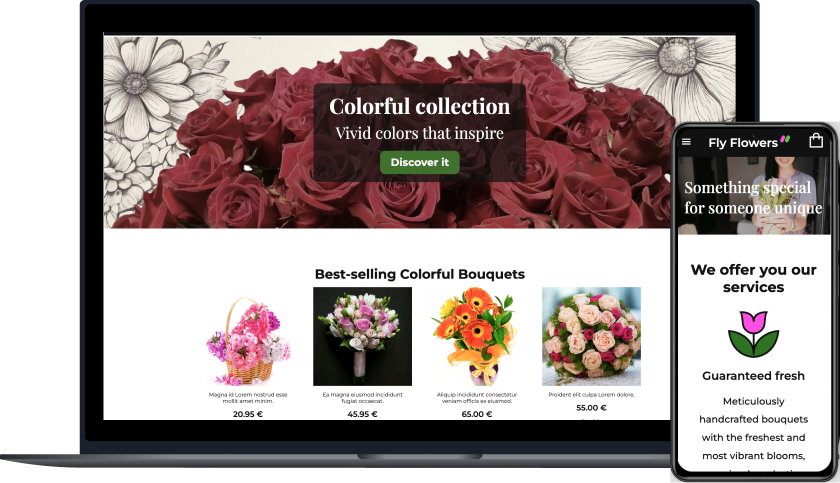 Colorful collection
Vivid colors that inspire
Discover it
Best-selling Colorful Bouquets
Magna id Lorem nostrud esse
mollit amet minim.
20.95 €
Ea magna eiusmod incididunt
fugiat occaecat.
45.95 €
Aliquip incididunt consectetur
veniam officia ex eiusmod.
65.00 €
Proident elit culpa Lorem dolore.
55.00 €
Fly Flowers
Something special
for someone unique
We offer you our
services
Guaranteed fresh
Meticulously
handcrafted bouquets
with the freshest and
most vibrant blooms,